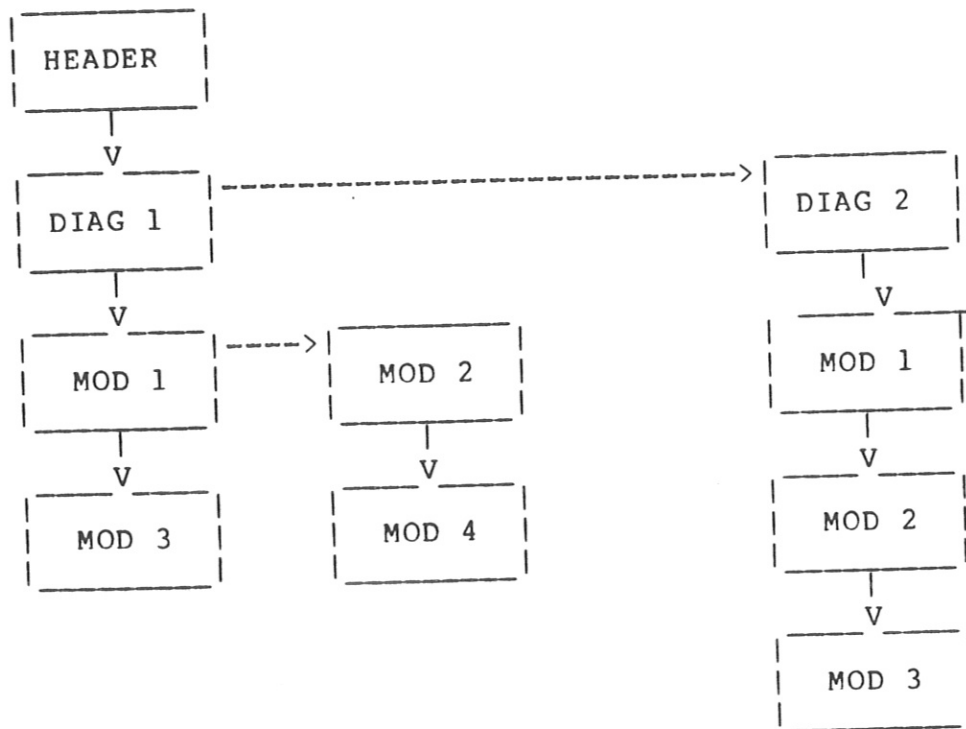 HEADER
V
DIAG 1 -----------------------------> DIAG 2
V V
MOD 1 -----> MOD 2 MOD 1
V V V
MOD 3 MOD 4 MOD 2
V
MOD 3